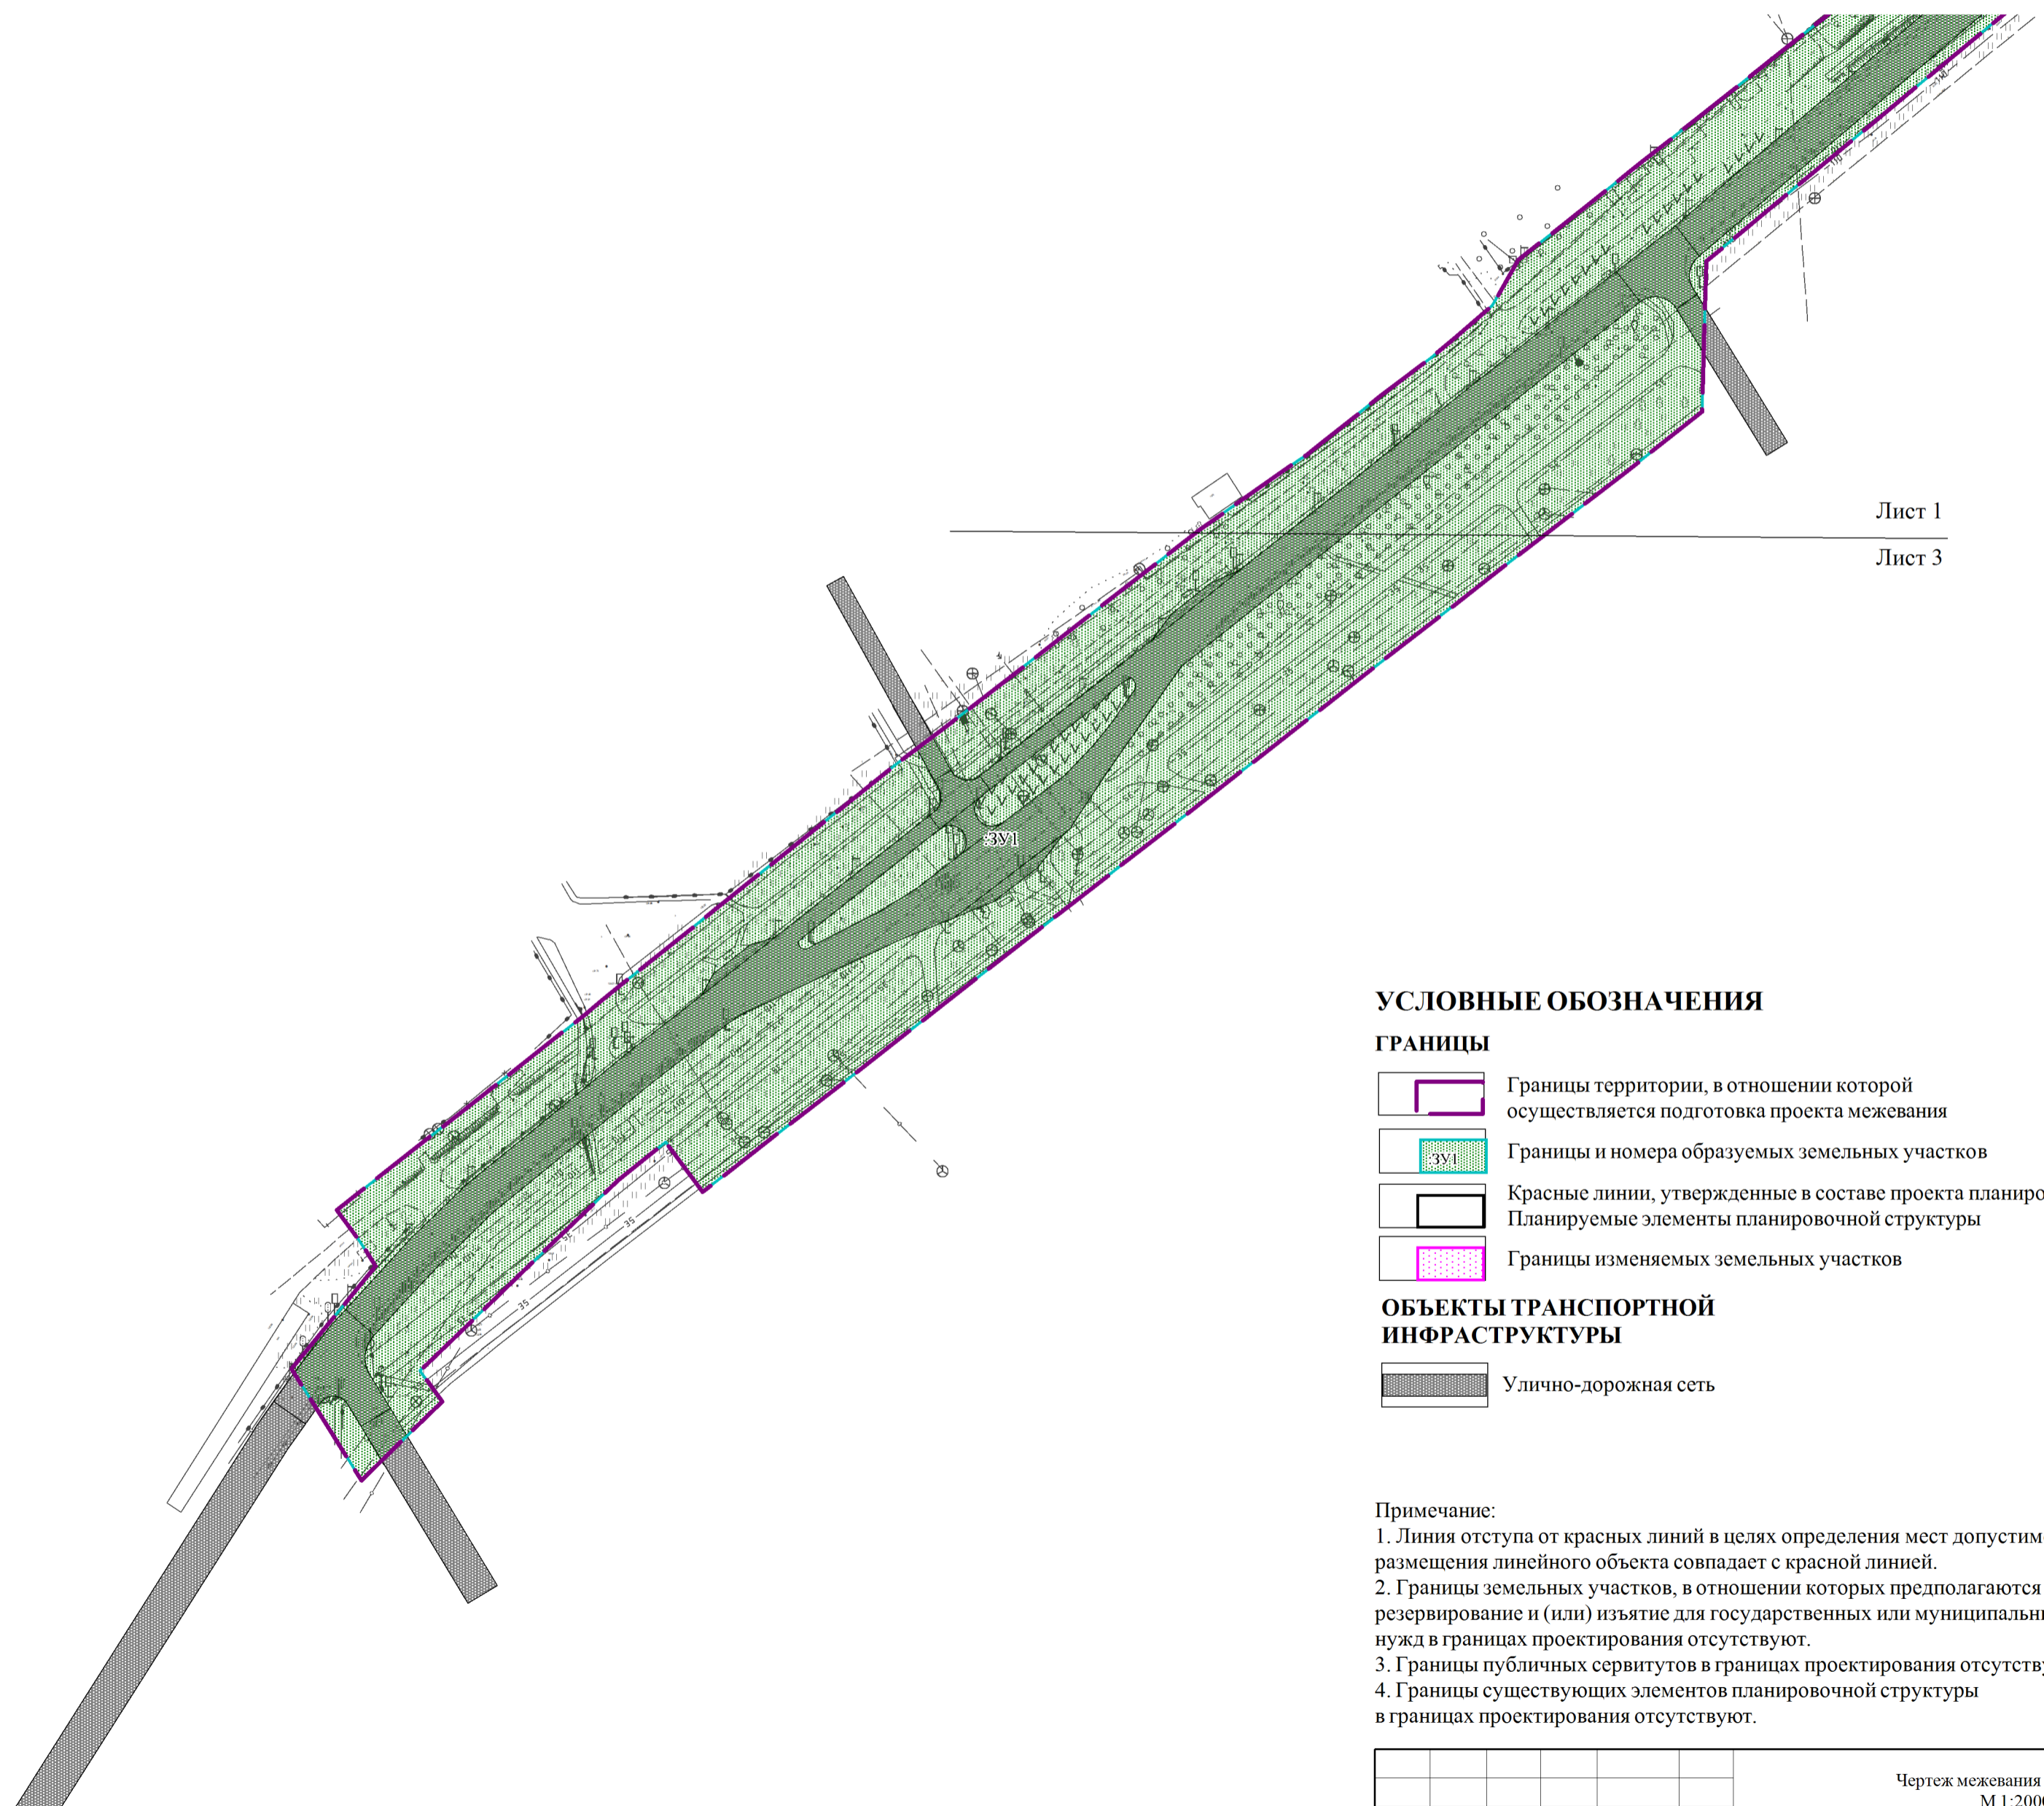 Лист 1
Лист 3
:ЗУ1
УСЛОВНЫЕ ОБОЗНАЧЕНИЯ
ГРАНИЦЫ
Границы территории, в отношении которой
осуществляется подготовка проекта межевания
:ЗУ1
Границы и номера образуемых земельных участков
Красные линии, утвержденные в составе проекта планиро
Планируемые элементы планировочной структуры
Границы изменяемых земельных участков
ОБЪЕКТЫ ТРАНСПОРТНОЙ
ИНФРАСТРУКТУРЫ
Улично-дорожная сеть
35
35
35
Примечание:
1. Линия отступа от красных линий в целях определения мест допустим
размещения линейного объекта совпадает с красной линией.
2. Границы земельных участков, в отношении которых предполагаются
резервирование и (или) изъятие для государственных или муниципальн
нужд в границах проектирования отсутствуют.
3. Границы публичных сервитутов в границах проектирования отсутств
4. Границы существующих элементов планировочной структуры
в границах проектирования отсутствуют.
Чертеж межевания
М 1:200